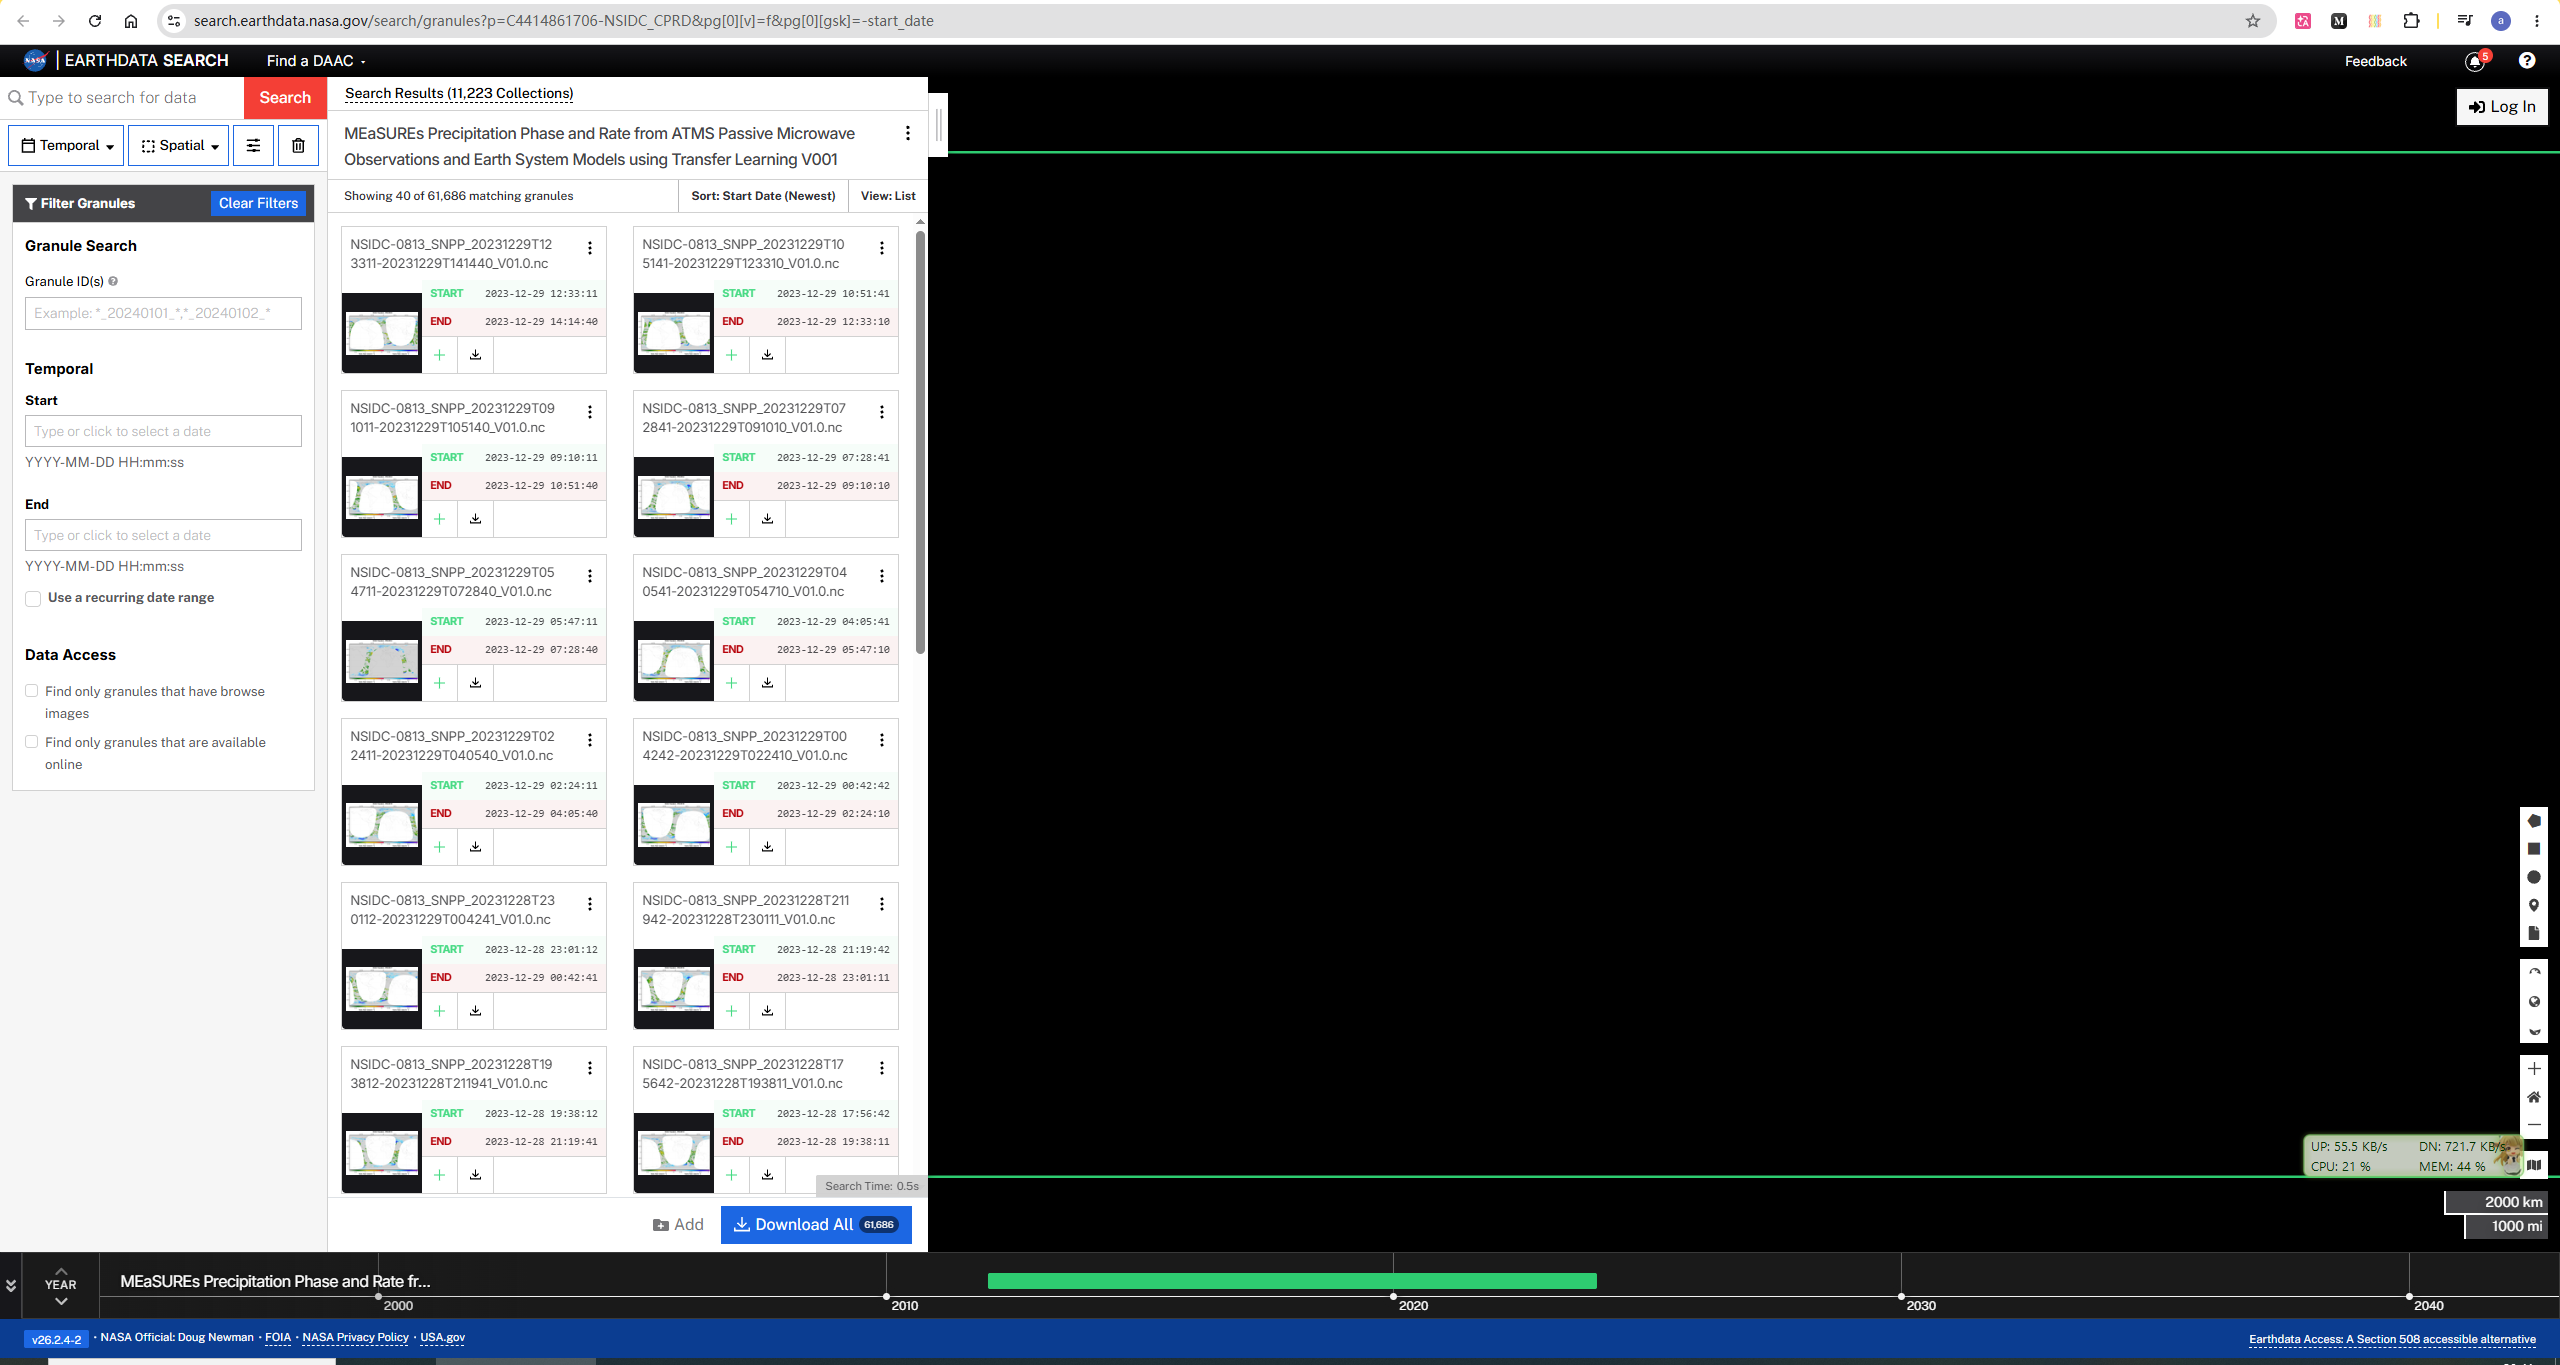 search.earthdata.nasa.gov/search/granules?p=C4414861706-NSIDC_CPRD&pg[0][v]=f&pg[0][gsk]=-start_date
NASA
EARTHDATA SEARCH
Find a DAAC
Feedback
5
Log In
Type to search for data
Search
Temporal
Spatial
Filter Granules
Clear Filters
Granule Search
Granule ID(s)
Example: *_20240101_*,*_20240102_*
Temporal
Start
Type or click to select a date
YYYY-MM-DD HH:mm:ss
End
Type or click to select a date
YYYY-MM-DD HH:mm:ss
Use a recurring date range
Data Access
Find only granules that have browse
images
Find only granules that are available
online
Search Results (11,223 Collections)
MEaSUREs Precipitation Phase and Rate from ATMS Passive Microwave
Observations and Earth System Models using Transfer Learning V001
Showing 40 of 61,686 matching granules
Sort: Start Date (Newest)
View: List
NSIDC-0813_SNPP_20231229T12
3311-20231229T141440_V01.0.nc
START 2023-12-29 12:33:11
END 2023-12-29 14:14:40
NSIDC-0813_SNPP_20231229T10
5141-20231229T123310_V01.0.nc
START 2023-12-29 10:51:41
END 2023-12-29 12:33:10
NSIDC-0813_SNPP_20231229T09
1011-20231229T105140_V01.0.nc
START 2023-12-29 09:10:11
END 2023-12-29 10:51:40
NSIDC-0813_SNPP_20231229T07
2841-20231229T091010_V01.0.nc
START 2023-12-29 07:28:41
END 2023-12-29 09:10:10
NSIDC-0813_SNPP_20231229T05
4711-20231229T072840_V01.0.nc
START 2023-12-29 05:47:11
END 2023-12-29 07:28:40
NSIDC-0813_SNPP_20231229T04
0541-20231229T054710_V01.0.nc
START 2023-12-29 04:05:41
END 2023-12-29 05:47:10
NSIDC-0813_SNPP_20231229T02
2411-20231229T040540_V01.0.nc
START 2023-12-29 02:24:11
END 2023-12-29 04:05:40
NSIDC-0813_SNPP_20231229T00
4242-20231229T022410_V01.0.nc
START 2023-12-29 00:42:42
END 2023-12-29 02:24:10
NSIDC-0813_SNPP_20231228T23
0112-20231229T004241_V01.0.nc
START 2023-12-28 23:01:12
END 2023-12-29 00:42:41
NSIDC-0813_SNPP_20231228T211
942-20231228T230111_V01.0.nc
START 2023-12-28 21:19:42
END 2023-12-28 23:01:11
NSIDC-0813_SNPP_20231228T19
3812-20231228T211941_V01.0.nc
START 2023-12-28 19:38:12
END 2023-12-28 21:19:41
NSIDC-0813_SNPP_20231228T17
5642-20231228T193811_V01.0.nc
START 2023-12-28 17:56:42
END 2023-12-28 19:38:11
Search Time: 0.5s
Add
Download All 61,686
UP: 55.5 KB/s DN: 721.7 KB/s
CPU: 21 % MEM: 44 %
2000 km
1000 mi
YEAR
MEaSUREs Precipitation Phase and Rate fr...
2000
2010
2020
2030
2040
v26.2.4-2 • NASA Official: Doug Newman • FOIA • NASA Privacy Policy • USA.gov
Earthdata Access: A Section 508 accessible alternative